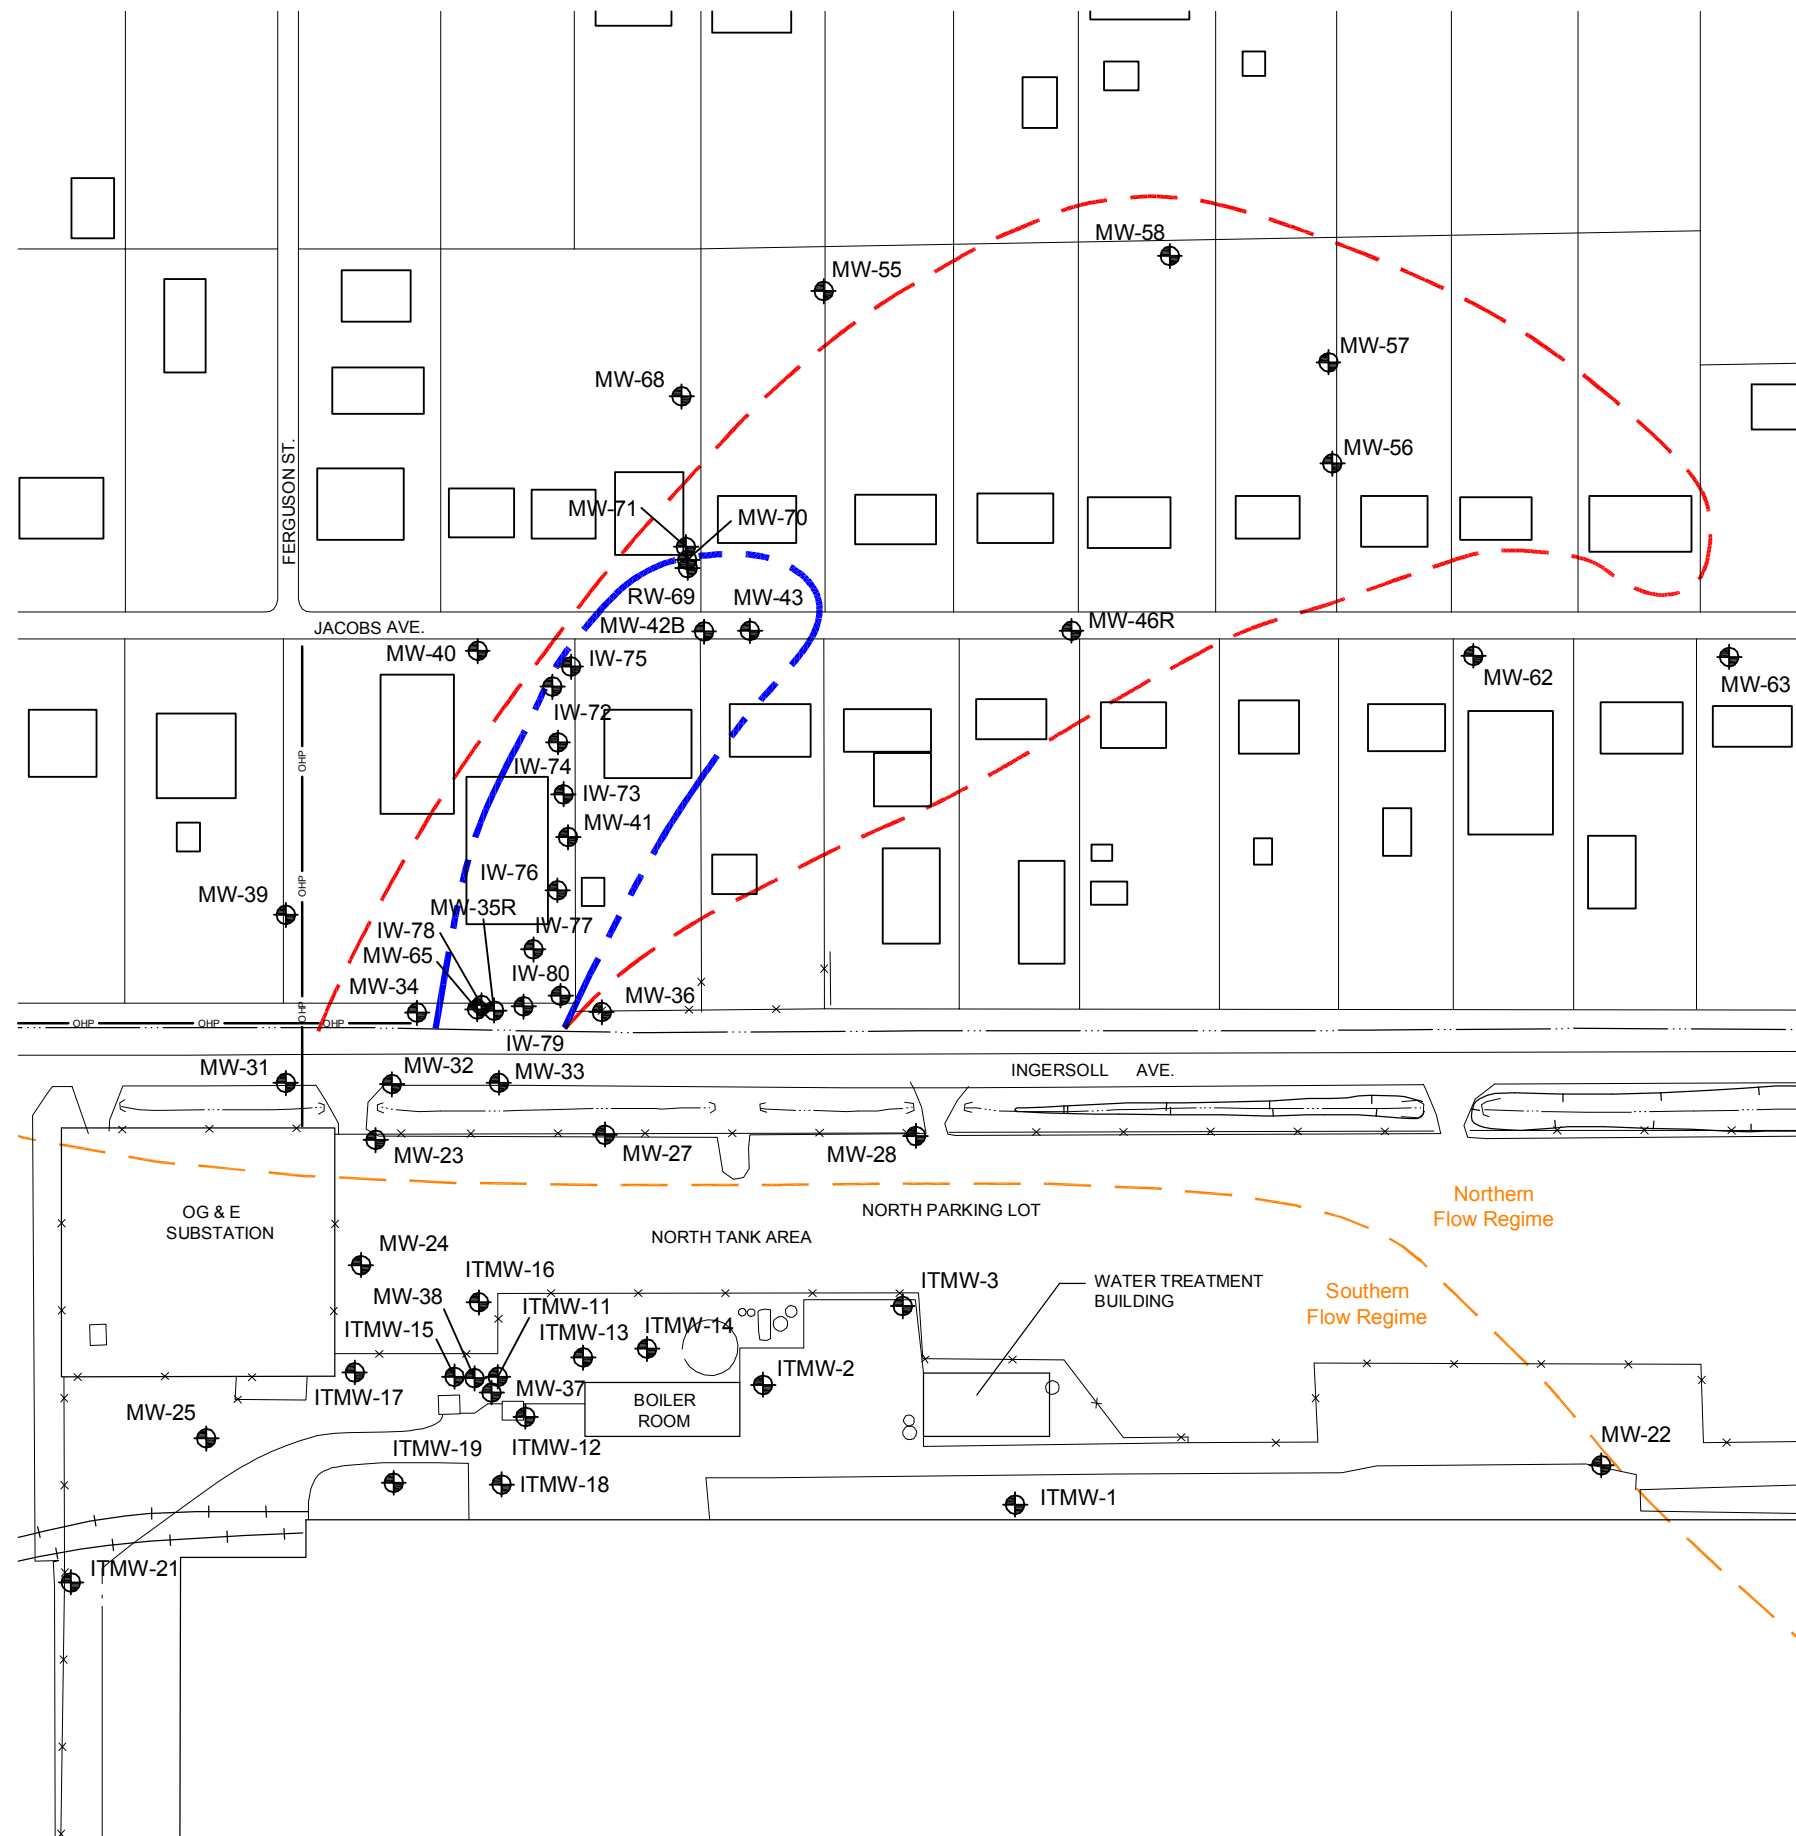 MW-58
MW-55
MW-57
MW-68
MW-56
FERGUSON ST.
MW-71
MW-70
RW-69
MW-43
JACOBS AVE.
MW-42B
MW-46R
MW-40
IW-75
MW-62
MW-63
IW-72
OHP
IW-74
IW-73
MW-41
IW-76
OHP
MW-39
MW-35R
IW-78
IW-77
MW-65
IW-80
MW-34
MW-36
OHP
OHP
OHP
OHP
IW-79
MW-31
MW-32
MW-33
INGERSOLL AVE.
MW-23
MW-27
MW-28
OG & E
SUBSTATION
NORTH PARKING LOT
Northern
Flow Regime
NORTH TANK AREA
MW-24
ITMW-16
ITMW-3
WATER TREATMENT
BUILDING
Southern
Flow Regime
MW-38
ITMW-11
ITMW-15
ITMW-13
ITMW-14
ITMW-2
ITMW-17
MW-37
BOILER
ROOM
MW-25
ITMW-19
ITMW-12
MW-22
ITMW-18
ITMW-1
ITMW-21